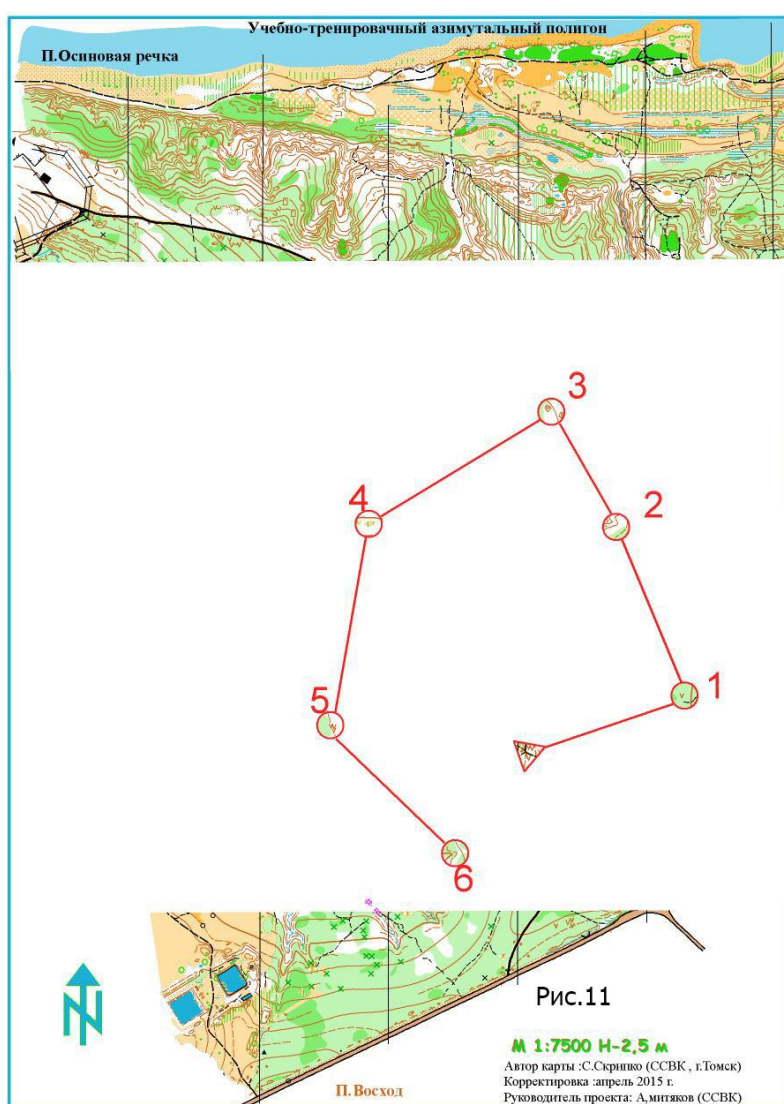 Учебно-тренировачный азимутальный полигон
П.Осиновая речка
3
4
2
1
5
6
Рис.11
М 1:7500 Н-2,5 м
Автор карты :С.Скрипко (ССВК , г.Томск)
Корректировка :апрель 2015 г.
Руководитель проекта: А,митяков (ССВК)
П.Восход